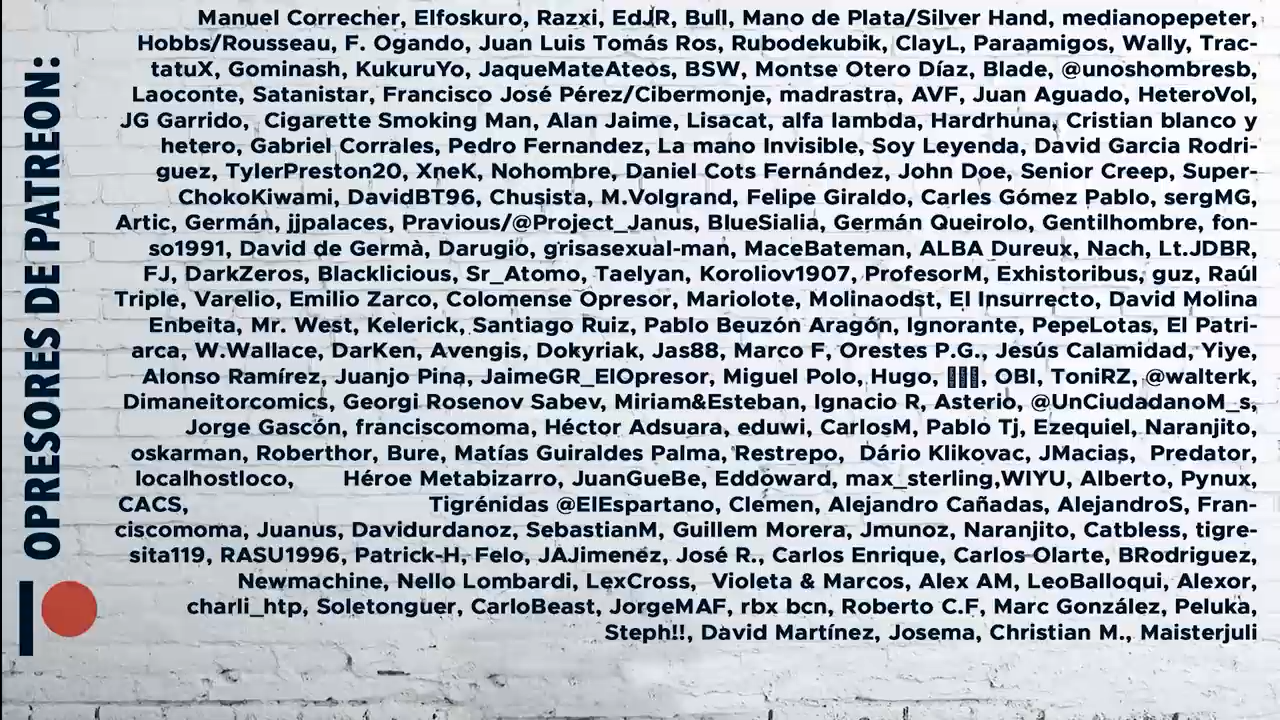 OPRESORES DE PATREON:
Manuel Correcher, Elfoskuro, Razxi, EdJR, Bull, Mano de Plata/Silver Hand, medianopepeter,
Hobbs/Rousseau, F. Ogando, Juan Luis Tomás Ros, Rubodekubik, ClayL, Paraamigos, Wally, Trac-
tatuX, Gominash, KukuruYo, JaqueMateAteos, BSW, Montse Otero Díaz, Blade, @unoshombresb,
Laoconte, Satanistar, Francisco José Pérez/Cibermonje, madrastra, AVF, Juan Aguado, HeteroVol,
JG Garrido, Cigarette Smoking Man, Alan Jaime, Lisacat, alfa lambda, Hardrhuna, Cristian blanco y
hetero, Gabriel Corrales, Pedro Fernandez, La mano Invisible, Soy Leyenda, David Garcia Rodri-
guez, TylerPreston20, XneK, Nohombre, Daniel Cots Fernández, John Doe, Senior Creep, Super-
ChokoKiwami, DavidBT96, Chusista, M.Volgrand, Felipe Giraldo, Carles Gómez Pablo, sergMG,
Artic, Germán, jjpalaces, Pravious/@Project_Janus, BlueSialia, Germán Queirolo, Gentilhombre, fon-
so1991, David de Germà, Darugio, grisasexual-man, MaceBateman, ALBA Dureux, Nach, Lt.JDBR,
FJ, DarkZeros, Blacklicious, Sr_Atomo, Taelyan, Koroliov1907, ProfesorM, Exhistoribus, guz, Raúl
Triple, Varelio, Emilio Zarco, Colomense Opresor, Mariolote, Molinaodst, El Insurrecto, David Molina
Enbeita, Mr. West, Kelerick, Santiago Ruiz, Pablo Beuzón Aragón, Ignorante, PepeLotas, El Patri-
arca, W.Wallace, DarKen, Avengis, Dokyriak, Jas88, Marco F, Orestes P.G., Jesús Calamidad, Yiye,
Alonso Ramírez, Juanjo Pina, JaimeGR_ElOpresor, Miguel Polo, Hugo, , OBI, ToniRZ, @walterk,
Dimaneitorcomics, Georgi Rosenov Sabev, Miriam&Esteban, Ignacio R, Asterio, @UnCiudadanoM_s,
Jorge Gascón, franciscomoma, Héctor Adsuara, eduwi, CarlosM, Pablo Tj, Ezequiel, Naranjito,
oskarman, Roberthor, Bure, Matías Guiraldes Palma, Restrepo, Dário Klikovac, JMacias, Predator,
localhostloco, Héroe Metabizarro, JuanGueBe, Eddoward, max_sterling,WIYU, Alberto, Pynux,
CACS, Tigrénidas @ElEspartano, Clemen, Alejandro Cañadas, AlejandroS, Fran-
ciscomoma, Juanus, Davidurdanoz, SebastianM, Guillem Morera, Jmunoz, Naranjito, Catbless, tigre-
sita119, RASU1996, Patrick-H, Felo, JAJimenez, José R., Carlos Enrique, Carlos Olarte, BRodriguez,
Newmachine, Nello Lombardi, LexCross, Violeta & Marcos, Alex AM, LeoBalloqui, Alexor,
charli_htp, Soletonguer, CarloBeast, JorgeMAF, rbx bcn, Roberto C.F, Marc González, Peluka,
Steph!!, David Martínez, Josema, Christian M., Maisterjuli